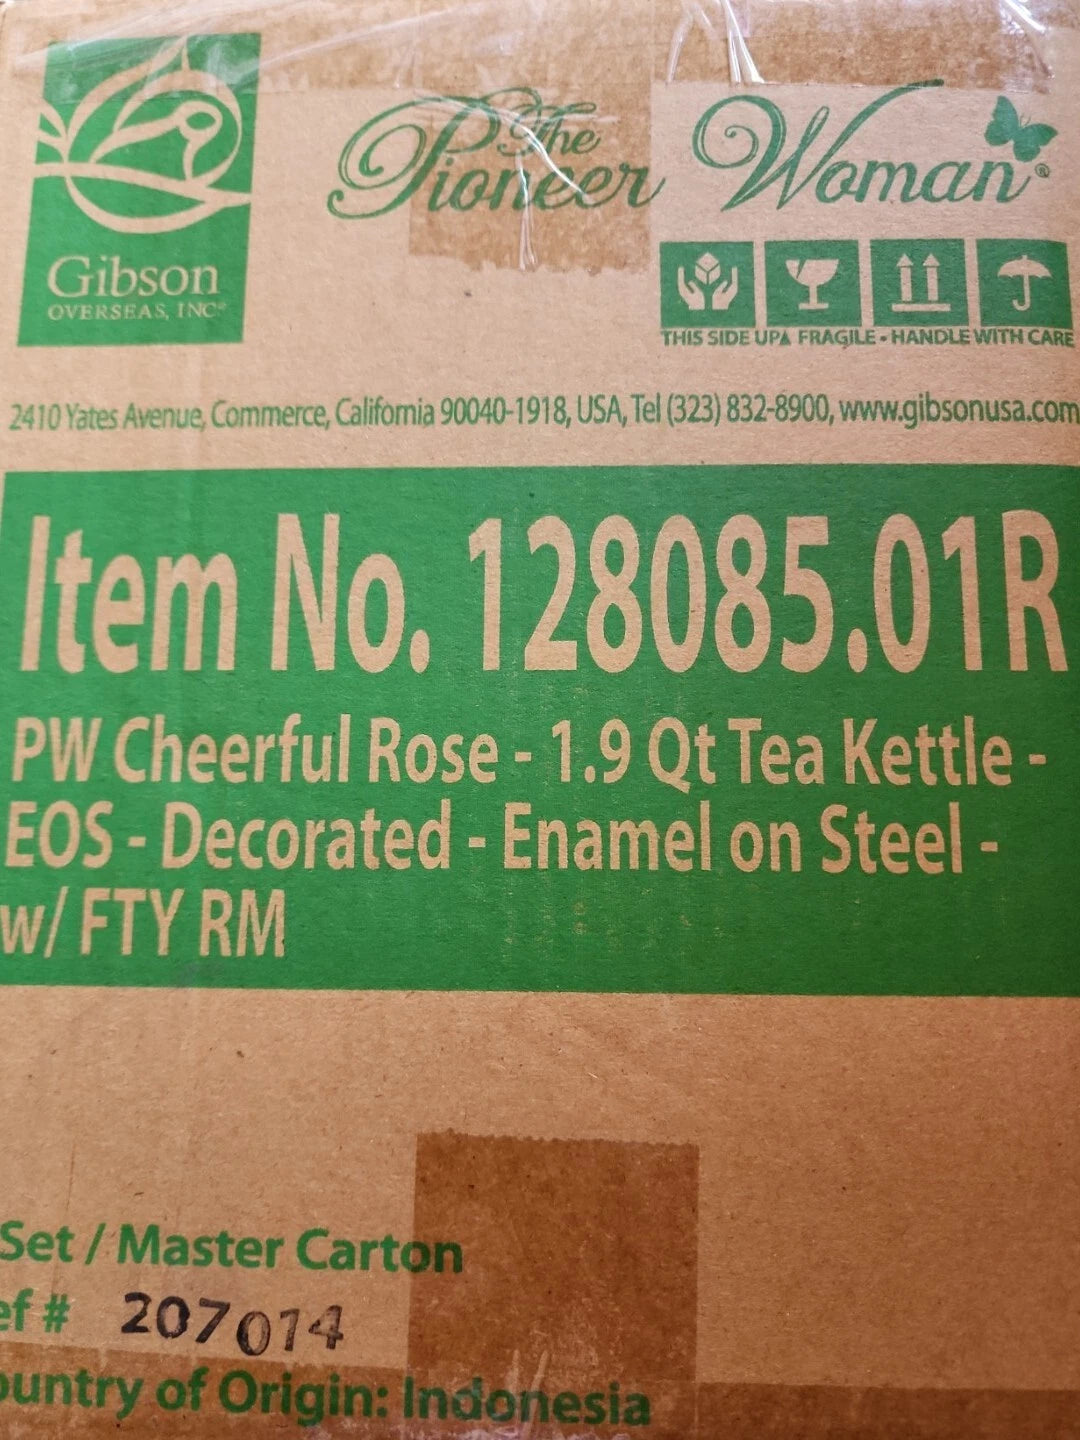 The
Pioneer Woman®
Gibson
OVERSEAS, INC®
THIS SIDE UP▲ FRAGILE - HANDLE WITH CARE
2410 Yates Avenue, Commerce, California 90040-1918, USA, Tel (323) 832-8900, www.gibsonusa.com
Item No. 128085.01R
PW Cheerful Rose - 1.9 Qt Tea Kettle -
EOS - Decorated - Enamel on Steel -
w/ FTY RM
Set / Master Carton
ef # 207014
ountry of Origin: Indonesia